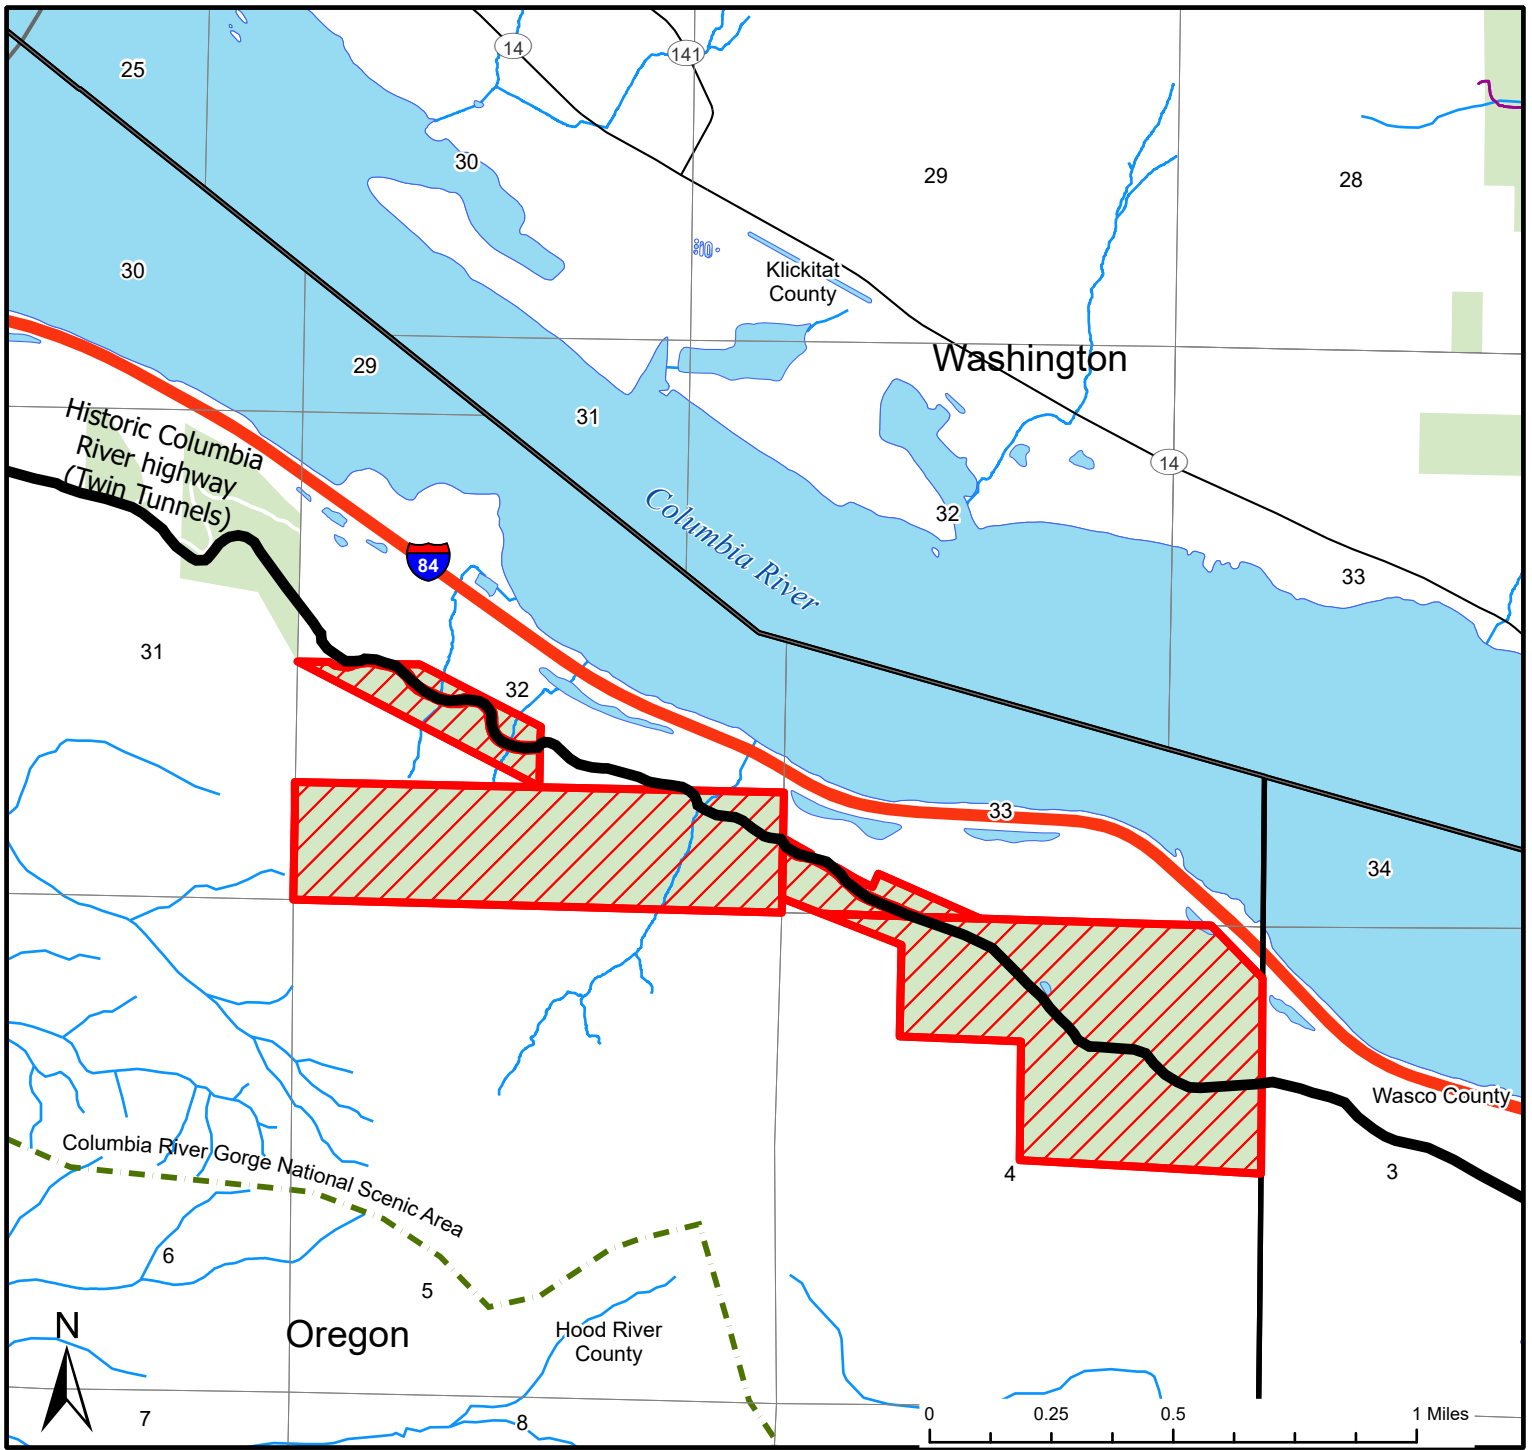 14
141
25
30
29
28
30
Klickitat
County
Washington
29
31
Historic Columbia
River highway
(Twin Tunnels)
14
Columbia River
32
84
33
31
32
33
34
Wasco County
Columbia River Gorge National Scenic Area
4
3
6
5
N
Oregon
Hood River
County
7
8
0
0.25
0.5
1 Miles